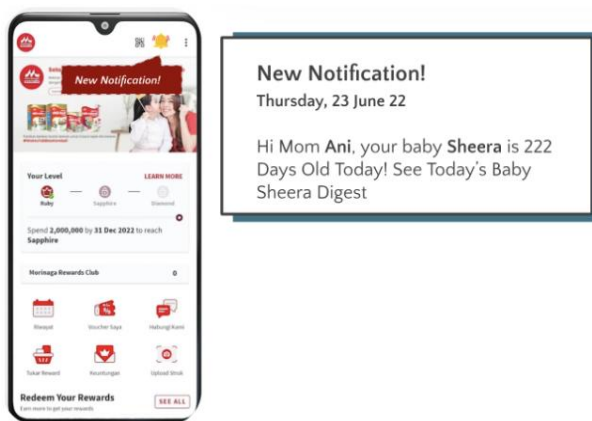 New Notification!
Your Level
LEARN MORE
Ruby
Sapphire
Diamond
Spend 2,000,000 by 31 Dec 2022 to reach
Sapphire
Morinaga Rewards Club 0
Riwayat
Voucher Saya
Hubungi Kami
Tukar Reward
Keuntungan
Upload Struk
Redeem Your Rewards
SEE ALL
Earn more to get your rewards
New Notification!
Thursday, 23 June 22
Hi Mom Ani, your baby Sheera is 222
Days Old Today! See Today's Baby
Sheera Digest